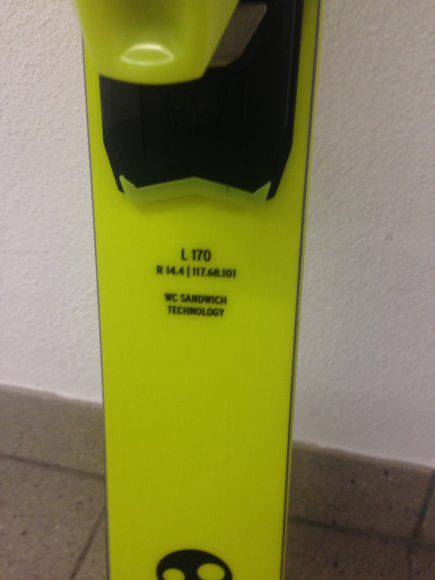 L 170
R 14.4 | 117.68.101
WC SANDWICH
TECHNOLOGY